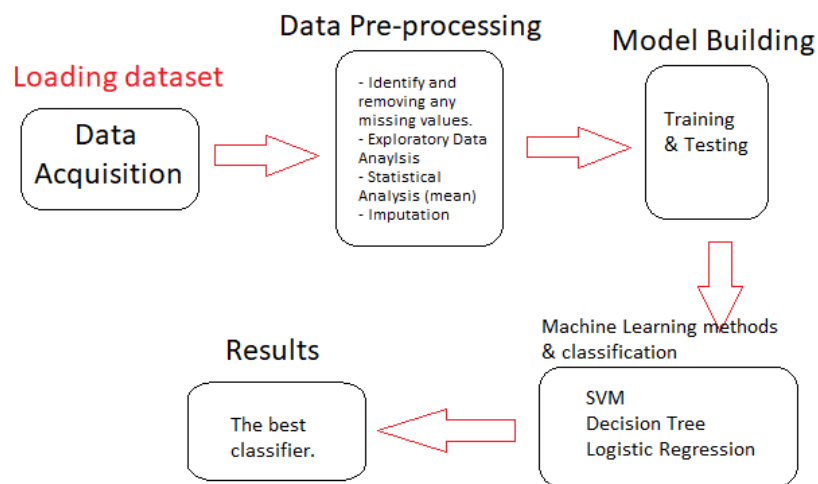 Loading dataset
Data
Acquisition
Data Pre-processing
- Identify and
removing any
missing values.
- Exploratory Data
Anaylsis
- Statistical
Analysis (mean)
- Imputation
Model Building
Training
& Testing
Machine Learning methods
& classification
SVM
Decision Tree
Logistic Regression
Results
The best
classifier.